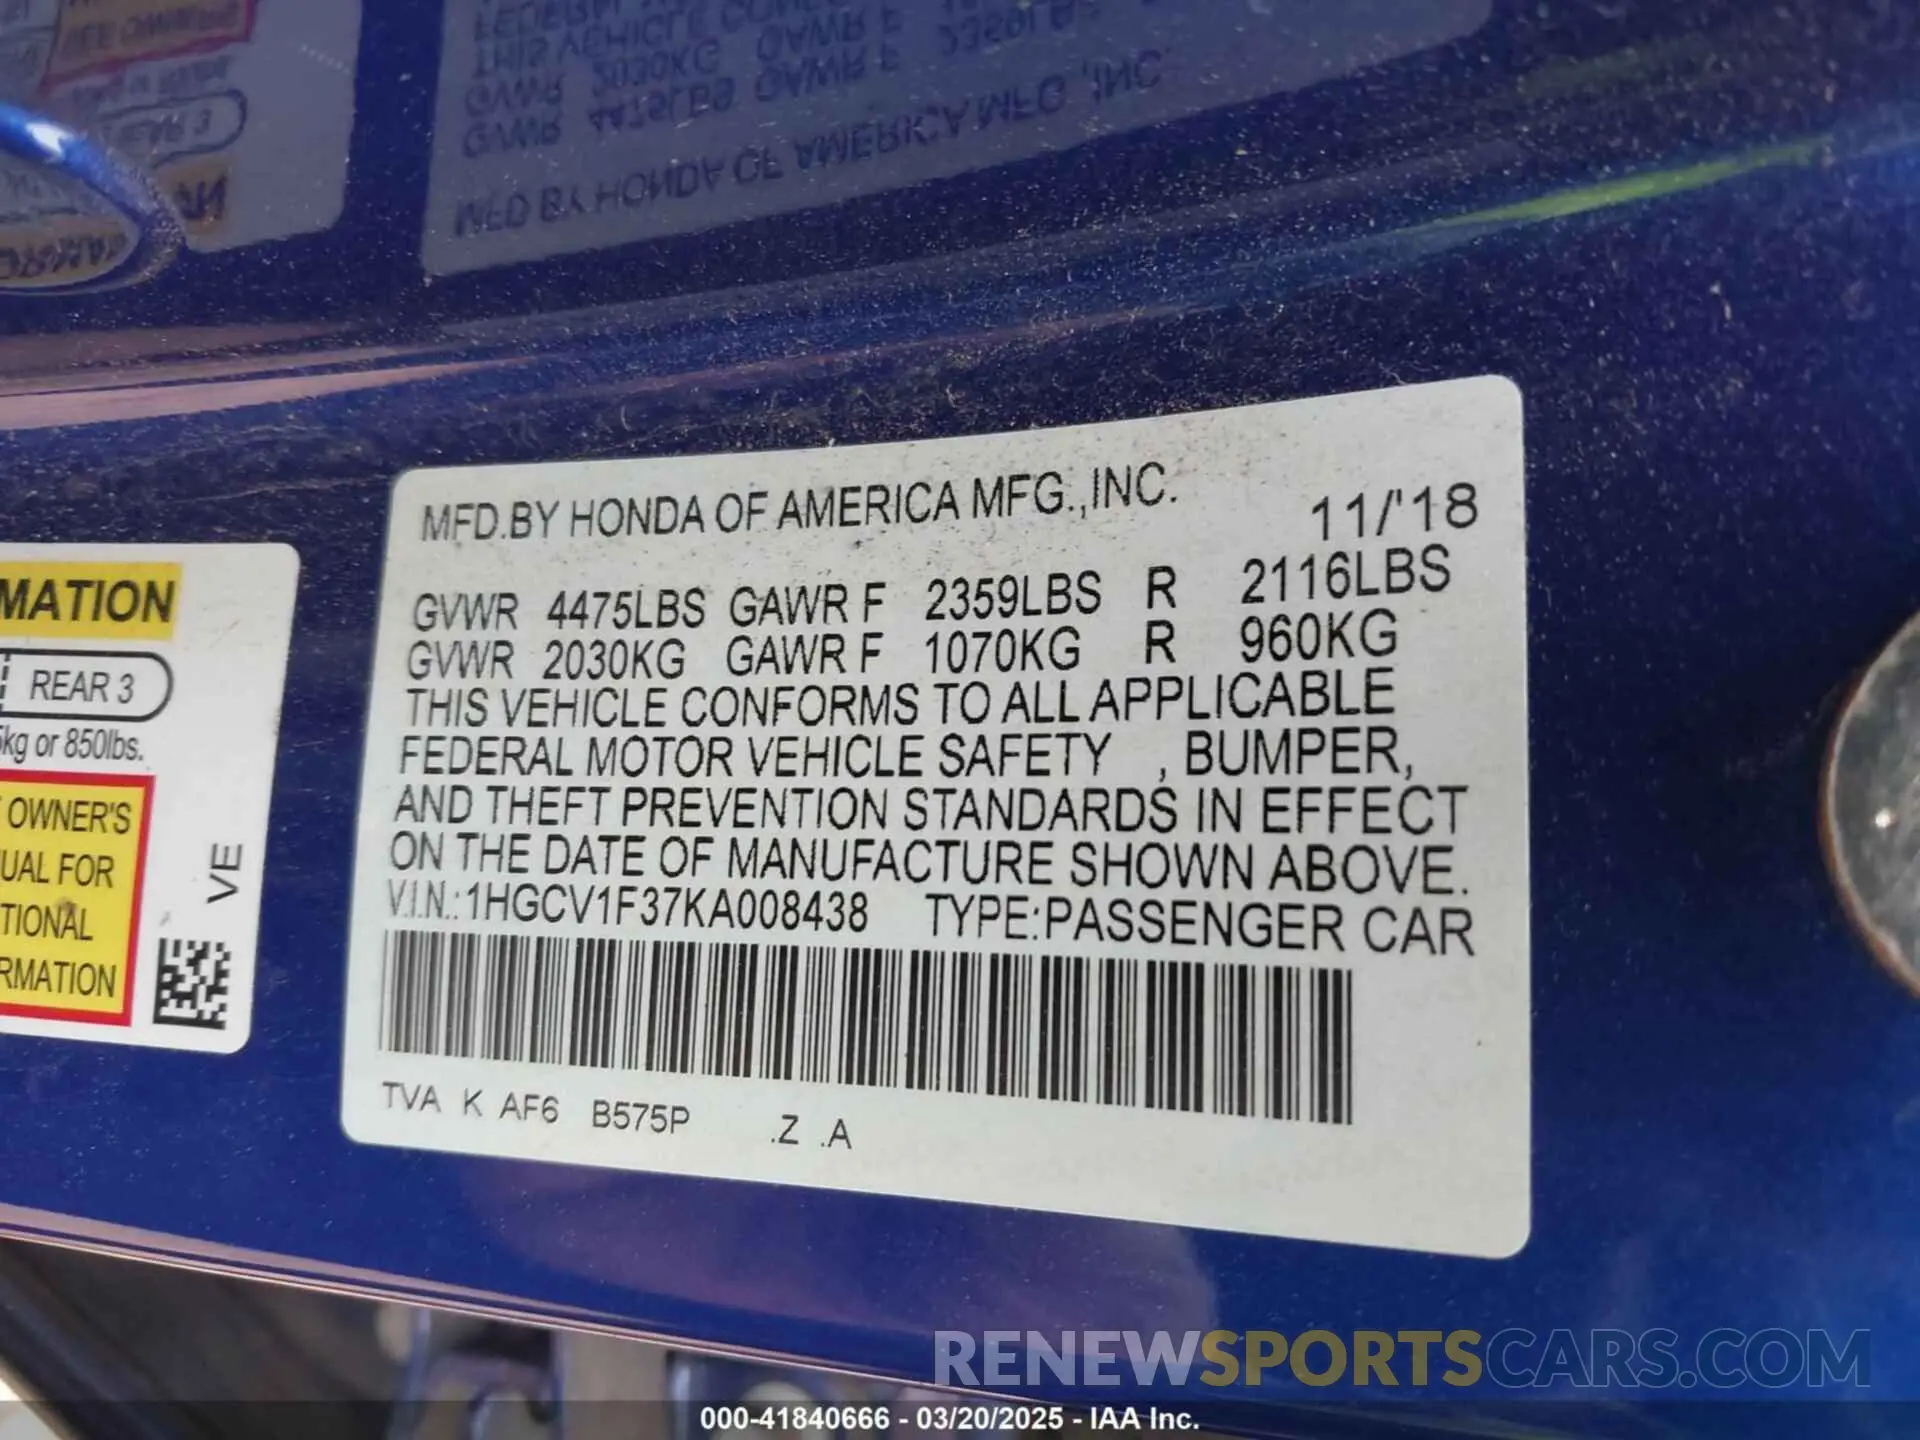 MFD.BY HONDA OF AMERICA MFG.,INC. 11/'18
GVWR 4475LBS GAWR F 2359LBS R 2116LBS
GVWR 2030KG GAWR F 1070KG R 960KG
THIS VEHICLE CONFORMS TO ALL APPLICABLE
FEDERAL MOTOR VEHICLE SAFETY , BUMPER,
AND THEFT PREVENTION STANDARDS IN EFFECT
ON THE DATE OF MANUFACTURE SHOWN ABOVE.
V.I.N.:1HGCV1F37KA008438 TYPE:PASSENGER CAR
TVA K AF6 B575P .Z .A
MATION
REAR 3
kg or 850lbs.
OWNER'S
UAL FOR
TIONAL
RMATION
VE
RENEWSPORTSCARS.COM
000-41840666 - 03/20/2025 - IAA Inc.